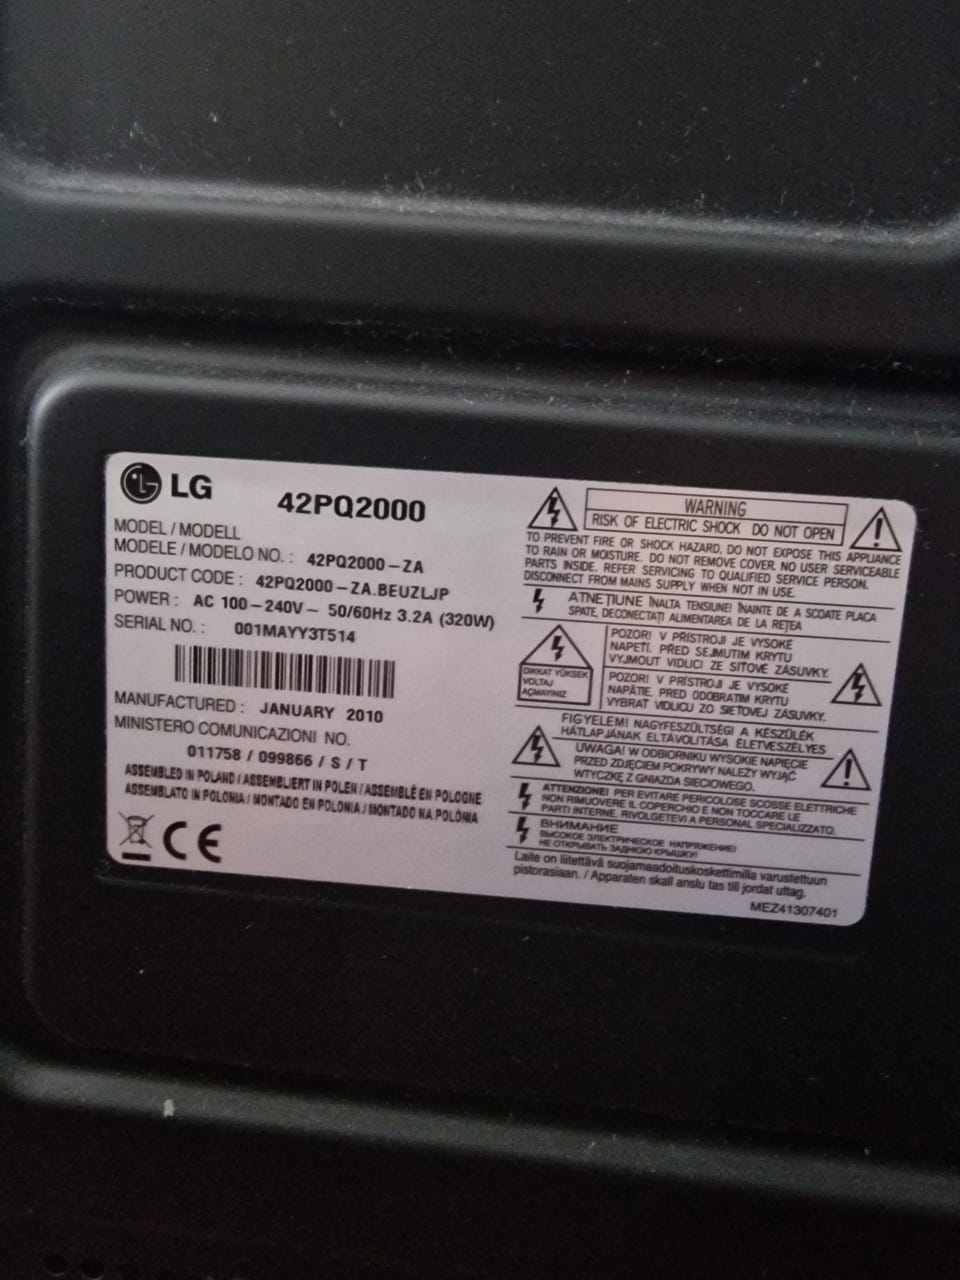 LG 42PQ2000
MODEL / MODELL
MODELE / MODELO NO. : 42PQ2000-ZA
PRODUCT CODE : 42PQ2000-ZA.BEUZLJP
POWER : AC 100-240V~ 50/60Hz 3.2A (320W)
SERIAL NO. : 001MAYY3T514
MANUFACTURED : JANUARY 2010
MINISTERO COMUNICAZIONI NO.
011758 / 099866 / S / T
ASSEMBLED IN POLAND / ASSEMBLIERT IN POLEN / ASSEMBLÉ EN POLOGNE
ASSEMBLATO IN POLONIA / MONTADO EN POLONIA / MONTADO NA POLÓNIA
CE
WARNING
RISK OF ELECTRIC SHOCK DO NOT OPEN
TO PREVENT FIRE OR SHOCK HAZARD, DO NOT EXPOSE THIS APPLIANCE
TO RAIN OR MOISTURE. DO NOT REMOVE COVER. NO USER SERVICEABLE
PARTS INSIDE. REFER SERVICING TO QUALIFIED SERVICE PERSON.
DISCONNECT FROM MAINS SUPPLY WHEN NOT IN USE.
ATNEȚIUNE ÎNALTA TENSIUNE! ÎNAINTE DE A SCOATE PLACA
SPATE, DECONECTAȚI ALIMENTAREA DE LA REȚEA
DIKKAT YÜKSEK
VOLTAJ
AÇMAYINIZ
POZOR! V PŘÍSTROJI JE VYSOKÉ
NAPETÍ. PŘED SEJMUTIM KRYTU
VYJMOUT VIDLICI ZE SÍŤOVÉ ZÁSUVKY.
POZOR! V PRÍSTROJI JE VYSOKÉ
NAPÄTIE. PRED ODOBRATIM KRYTU
VYBRAT VIDLICU ZO SIEŤOVEJ ZÁSUVKY.
FIGYELEM! NAGYFESZÜLTSÉG! A KÉSZÜLÉK
HÁTLAPJÁNAK ELTÁVOLITÁSA ÉLETVESZÉLYES
UWAGA! W ODBIORNIKU WYSOKIE NAPIĘCIE
PRZED ZDJĘCIEM POKRYWY NALEŻY WYJĄĆ
WTYCZKĘ Z GNIAZDA SIECIOWEGO.
ATTENZIONE! PER EVITARE PERICOLOSE SCOSSE ELETTRICHE
NON RIMUOVERE IL COPERCHIO E NON TOCCARE LE
PARTI INTERNE. RIVOLGETEVI A PERSONAL SPECIALIZZATO.
ВНИМАНИЕ
ВЫСОКОЕ ЭЛЕКТРИЧЕСКОЕ НАПРЯЖЕНИЕ!
НЕ ОТКРЫВАТЬ ЗАДНЮЮ КРЫШКУ!
Laite on liitettävä suojamaadoituskoskettimilla varustettuun
pistorasiaan. / Apparaten skall anslu tas till jordat uttag.
MEZ41307401